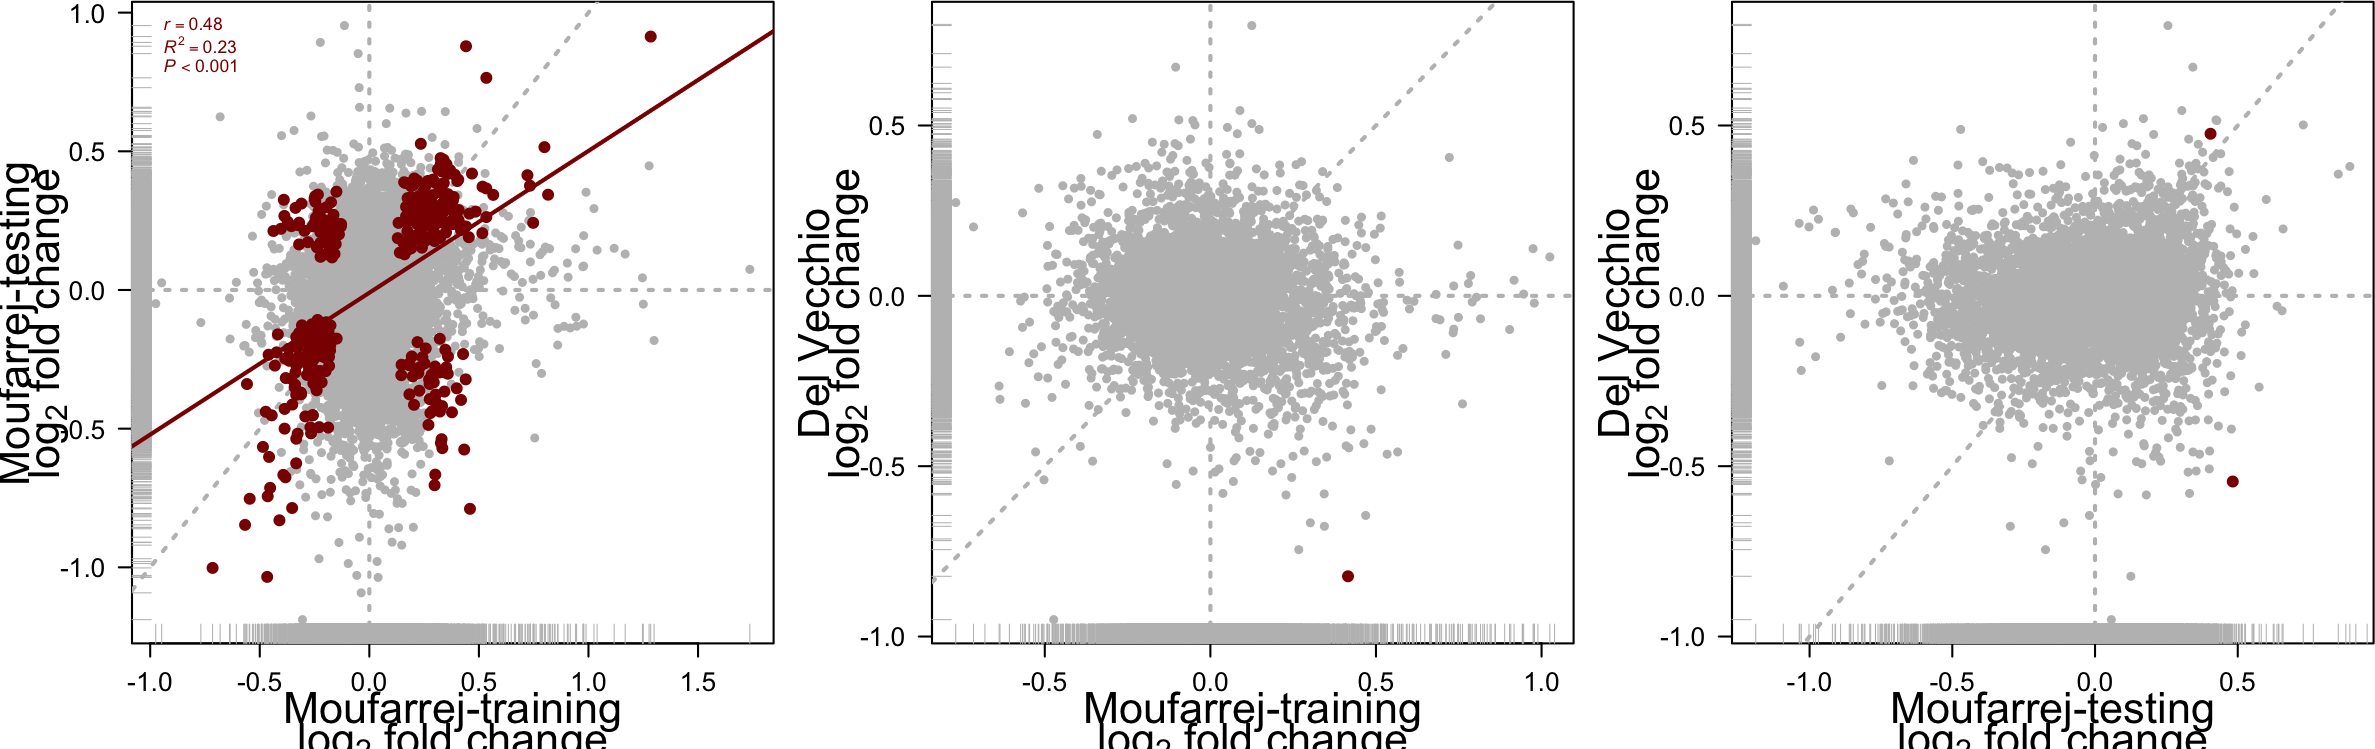 r = 0.48
R² = 0.23
P < 0.001
1.0
0.5
0.0
-0.5
-1.0
Moufarrej-testing
log₂ fold change
-1.0 -0.5 0.0 0.5 1.0 1.5
Moufarrej-training
log₂ fold change
0.5
0.0
-0.5
-1.0
Del Vecchio
log₂ fold change
-0.5 0.0 0.5 1.0
Moufarrej-training
log₂ fold change
0.5
0.0
-0.5
-1.0
Del Vecchio
log₂ fold change
-1.0 -0.5 0.0 0.5
Moufarrej-testing
log₂ fold change